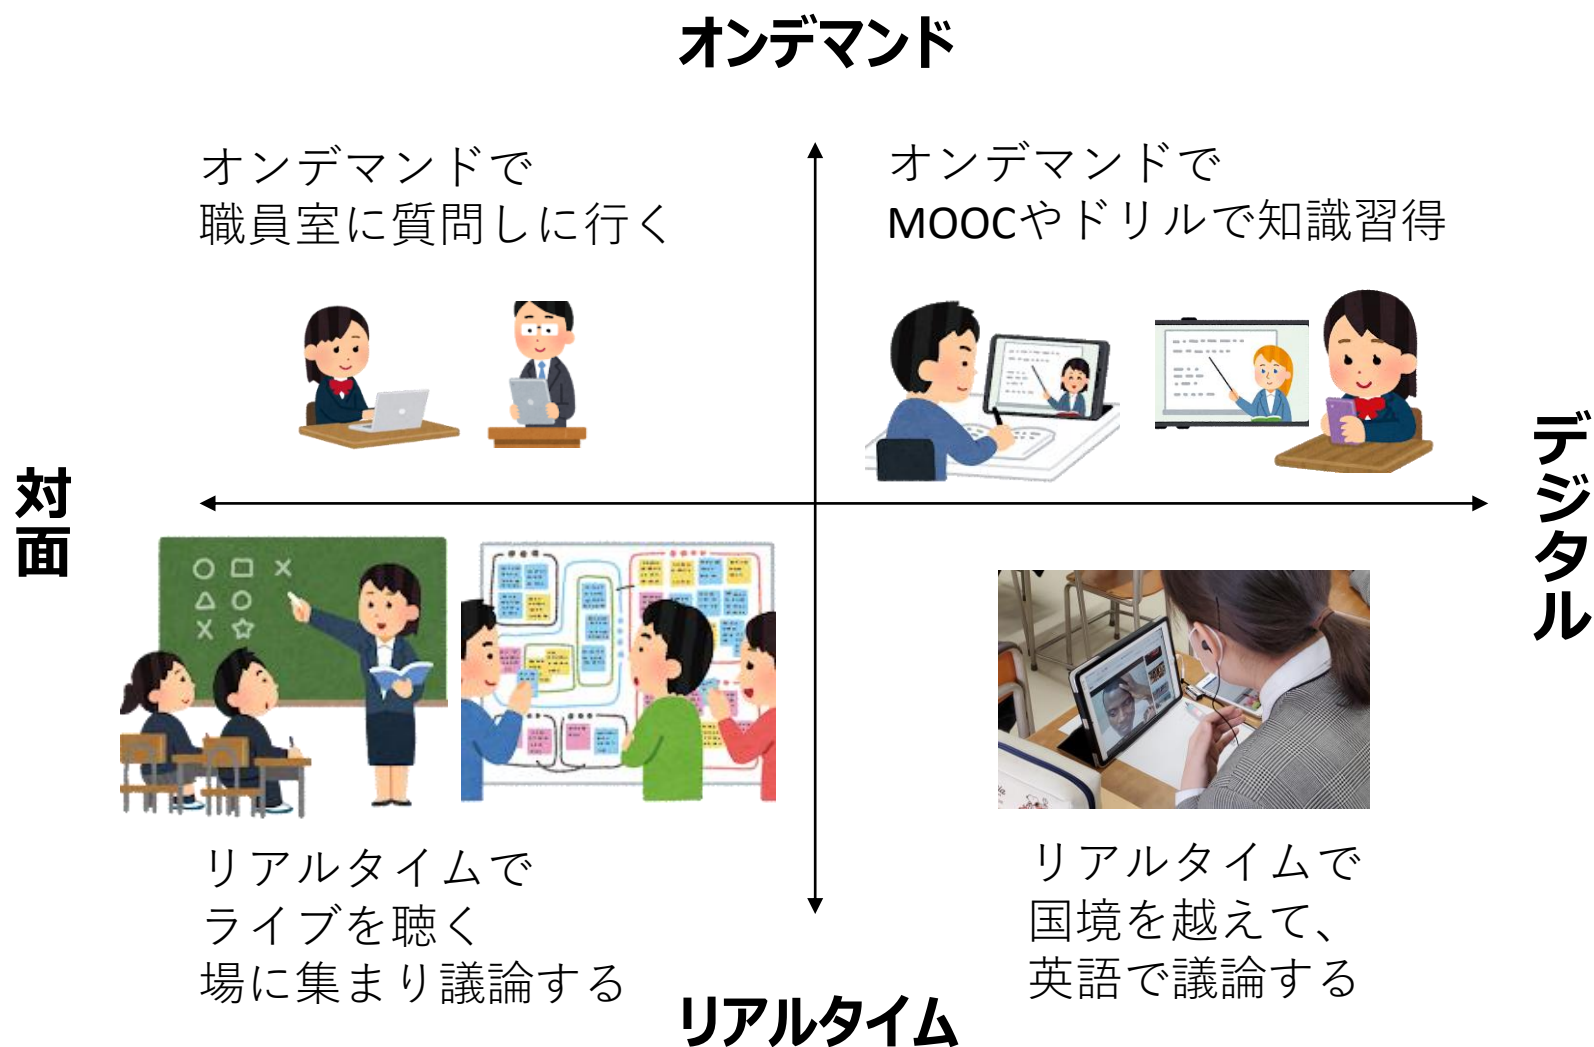 オンデマンド
オンデマンドで
職員室に質問しに行く
オンデマンドで
MOOCやドリルで知識習得
対面
デジタル
リアルタイムで
ライブを聴く
場に集まり議論する
リアルタイムで
国境を越えて、
英語で議論する
リアルタイム